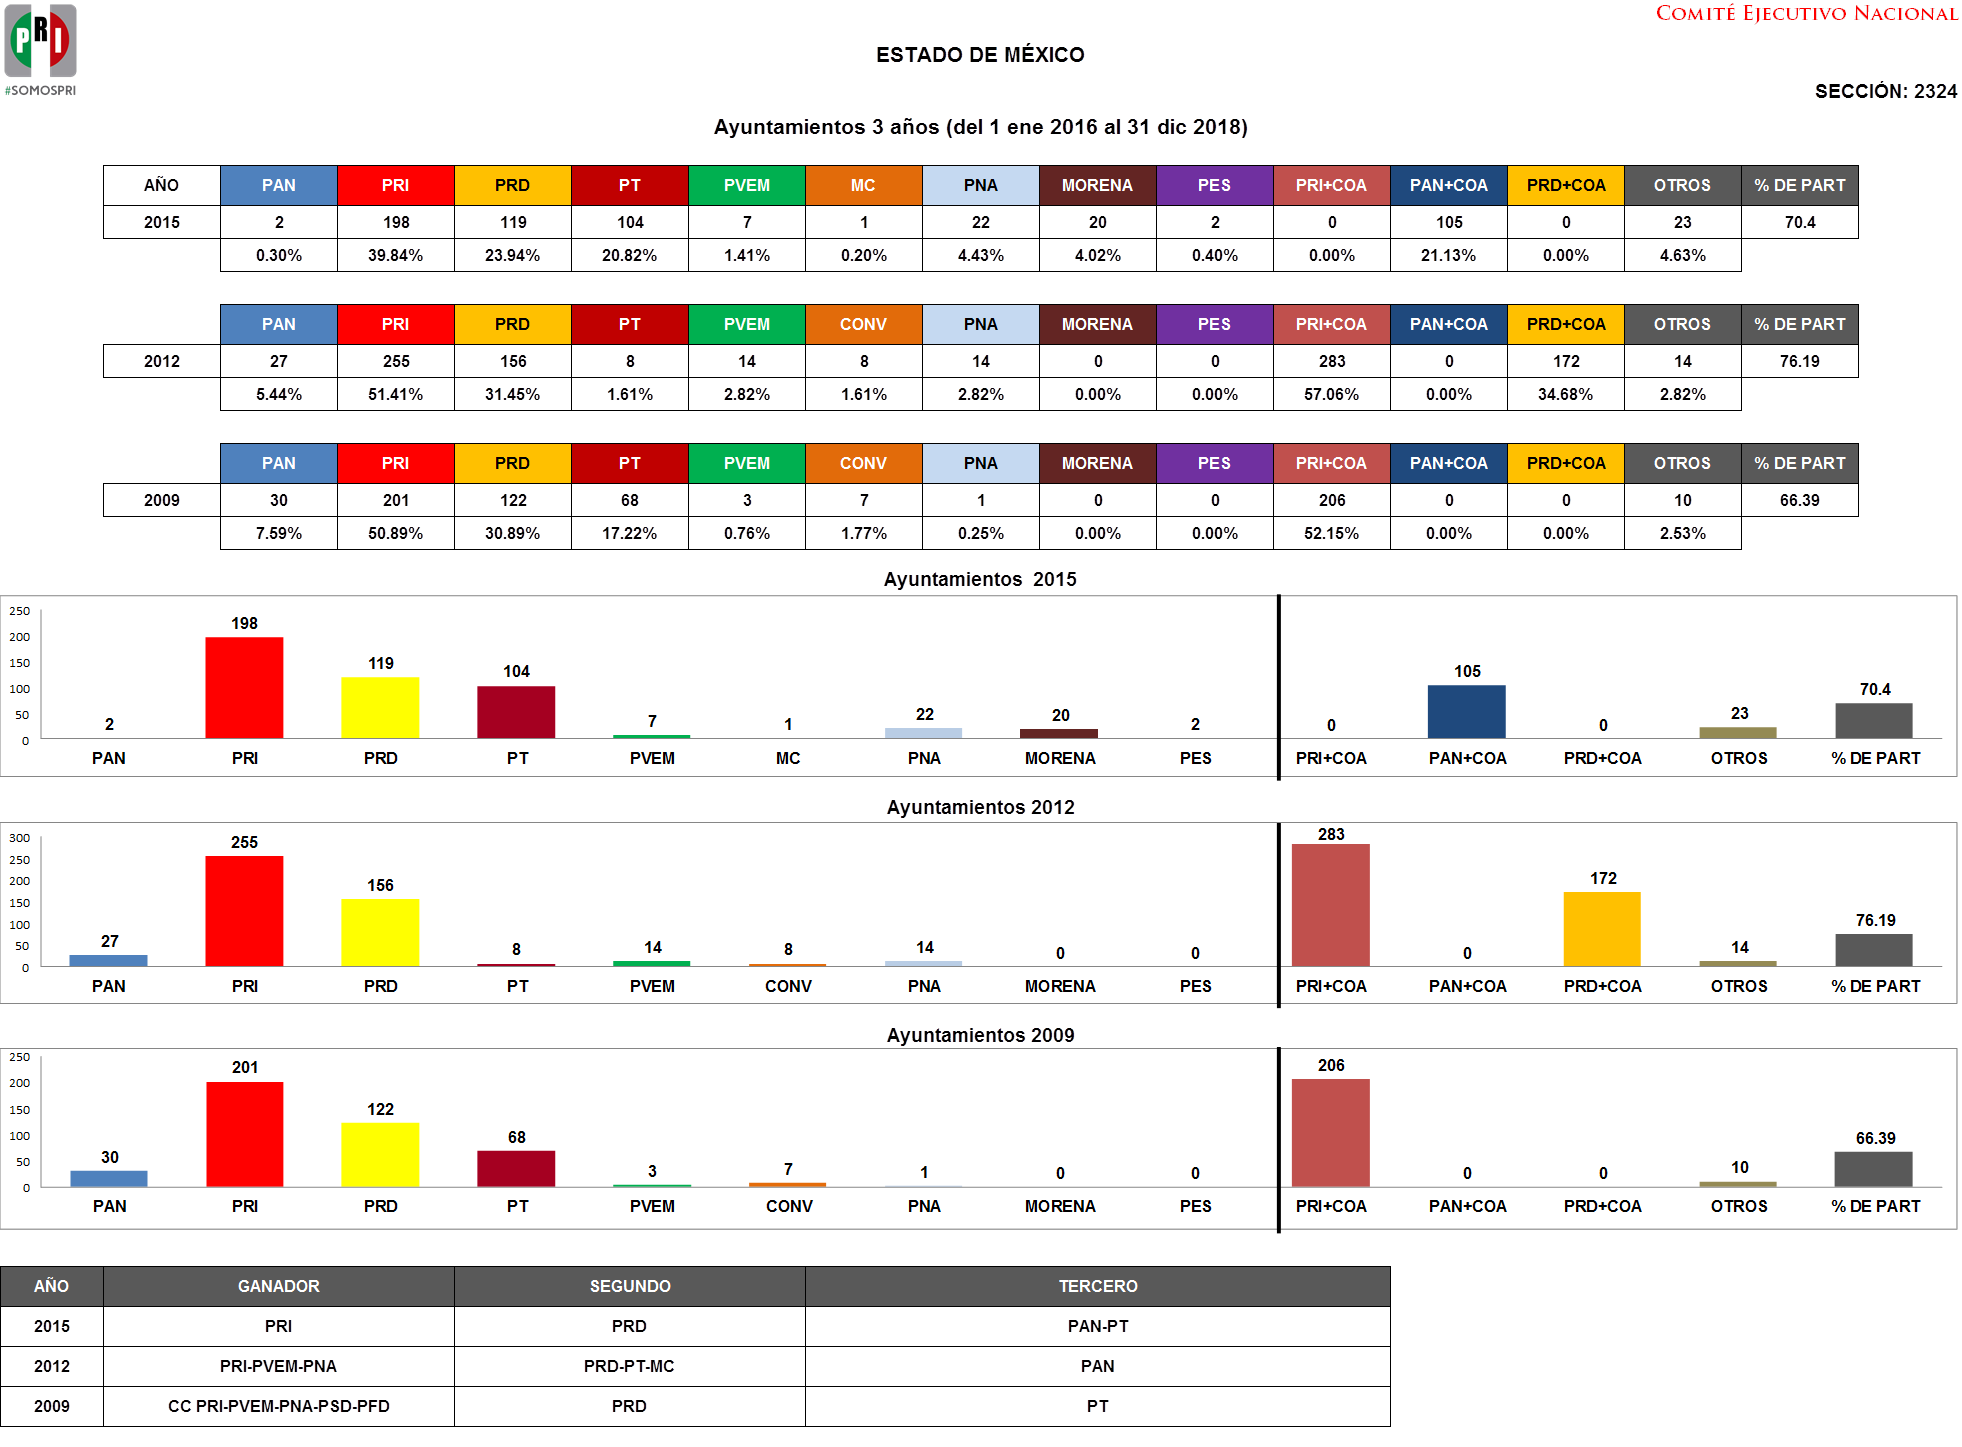 COMITÉ EJECUTIVO NACIONAL
PRI
#SOMOSPRI
ESTADO DE MÉXICO
SECCIÓN: 2324
Ayuntamientos 3 años (del 1 ene 2016 al 31 dic 2018)
AÑO PAN PRI PRD PT PVEM MC PNA MORENA PES PRI+COA PAN+COA PRD+COA OTROS % DE PART
2015 2 198 119 104 7 1 22 20 2 0 105 0 23 70.4
0.30% 39.84% 23.94% 20.82% 1.41% 0.20% 4.43% 4.02% 0.40% 0.00% 21.13% 0.00% 4.63%
PAN PRI PRD PT PVEM CONV PNA MORENA PES PRI+COA PAN+COA PRD+COA OTROS % DE PART
2012 27 255 156 8 14 8 14 0 0 283 0 172 14 76.19
5.44% 51.41% 31.45% 1.61% 2.82% 1.61% 2.82% 0.00% 0.00% 57.06% 0.00% 34.68% 2.82%
PAN PRI PRD PT PVEM CONV PNA MORENA PES PRI+COA PAN+COA PRD+COA OTROS % DE PART
2009 30 201 122 68 3 7 1 0 0 206 0 0 10 66.39
7.59% 50.89% 30.89% 17.22% 0.76% 1.77% 0.25% 0.00% 0.00% 52.15% 0.00% 0.00% 2.53%
Ayuntamientos 2015
250
200
150
100
50
0
2 198 119 104 7 1 22 20 2 0 105 0 23 70.4
PAN PRI PRD PT PVEM MC PNA MORENA PES PRI+COA PAN+COA PRD+COA OTROS % DE PART
Ayuntamientos 2012
300
250
200
150
100
50
0
27 255 156 8 14 8 14 0 0 283 0 172 14 76.19
PAN PRI PRD PT PVEM CONV PNA MORENA PES PRI+COA PAN+COA PRD+COA OTROS % DE PART
Ayuntamientos 2009
250
200
150
100
50
0
30 201 122 68 3 7 1 0 0 206 0 0 10 66.39
PAN PRI PRD PT PVEM CONV PNA MORENA PES PRI+COA PAN+COA PRD+COA OTROS % DE PART
AÑO GANADOR SEGUNDO TERCERO
2015 PRI PRD PAN-PT
2012 PRI-PVEM-PNA PRD-PT-MC PAN
2009 CC PRI-PVEM-PNA-PSD-PFD PRD PT